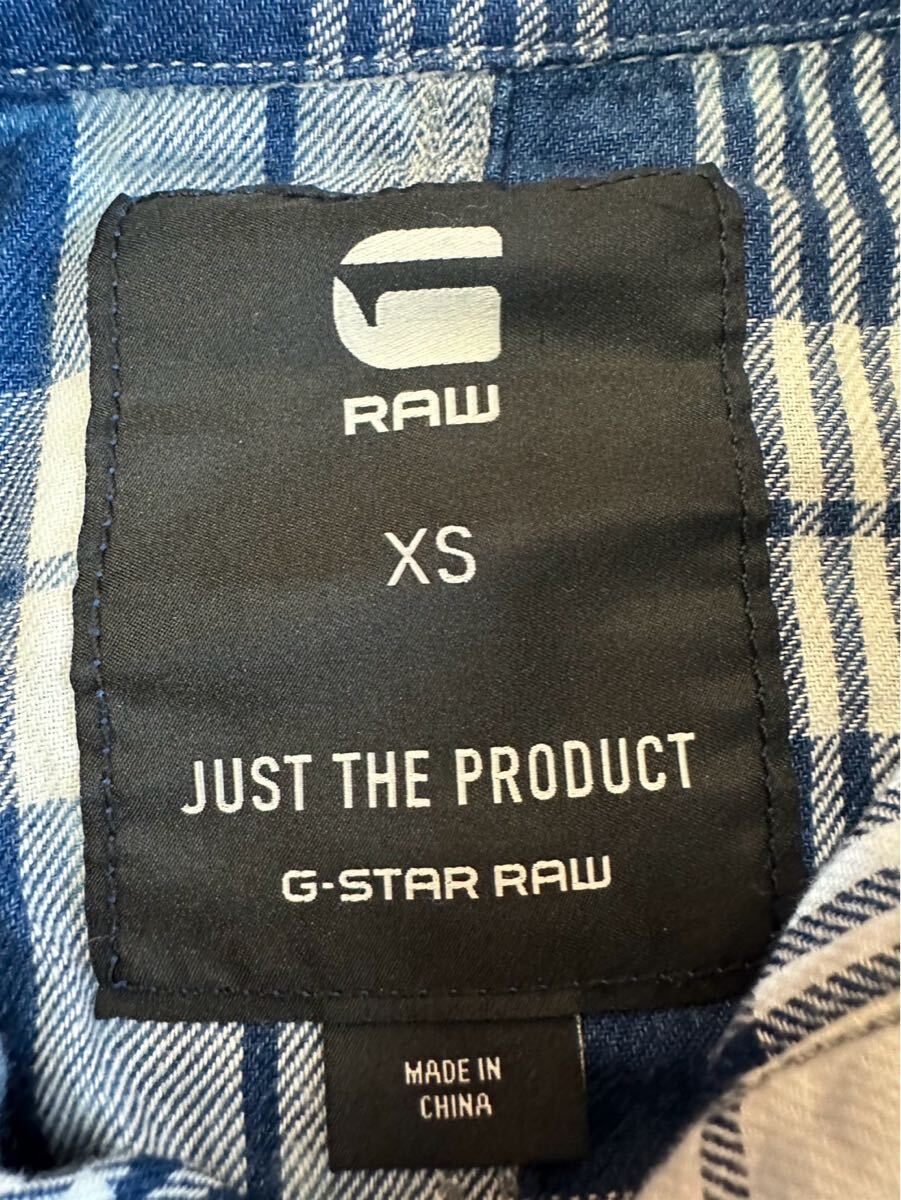 RAW
XS
JUST THE PRODUCT
G-STAR RAW
MADE IN
CHINA